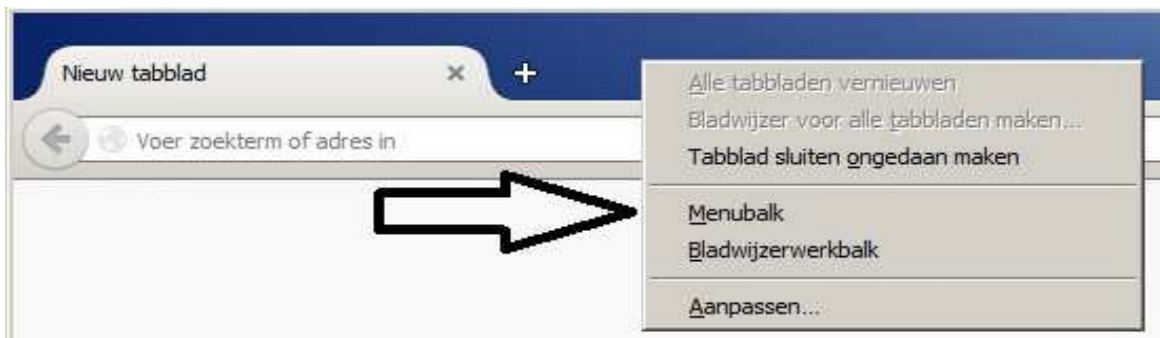 Nieuw tabblad
Voer zoekterm of adres in
Alle tabbladen vernieuwen
Bladwijzer voor alle tabbladen maken...
Tabblad sluiten ongedaan maken
Menubalk
Bladwijzerwerkbalk
Aanpassen...